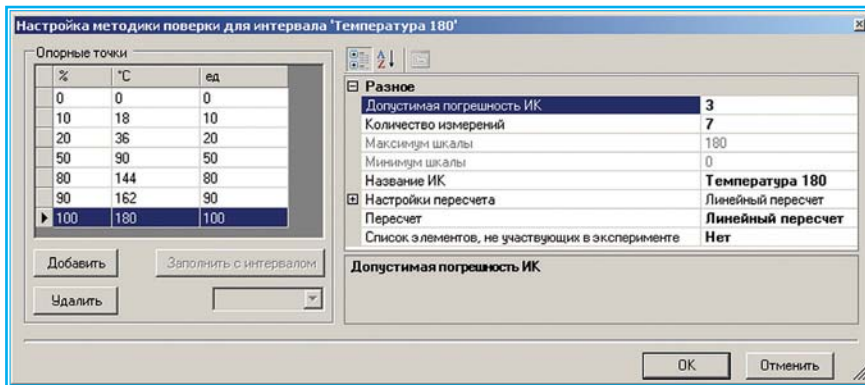 Настройка методики поверки для интервала 'Температура 180'
Опорные точки
% °C ед
0 0 0
10 18 10
20 36 20
50 90 50
80 144 80
90 162 90
100 180 100
Добавить Заполнить с интервалом
Удалить
Разное
Допустимая погрешность ИК 3
Количество измерений 7
Максимум шкалы 180
Минимум шкалы 0
Название ИК Температура 180
Настройки пересчета Линейный пересчет
Пересчет Линейный пересчет
Список элементов, не участвующих в эксперименте Нет
Допустимая погрешность ИК
OK Отменить